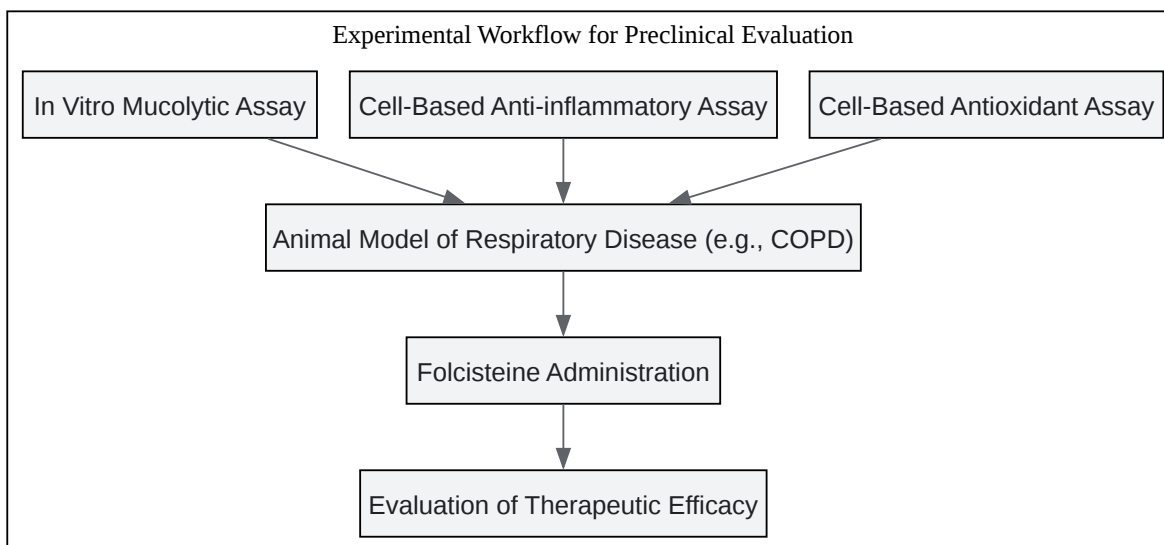 Experimental Workflow for Preclinical Evaluation
In Vitro Mucolytic Assay
Cell-Based Anti-inflammatory Assay
Cell-Based Antioxidant Assay
Animal Model of Respiratory Disease (e.g., COPD)
Folcisteine Administration
Evaluation of Therapeutic Efficacy